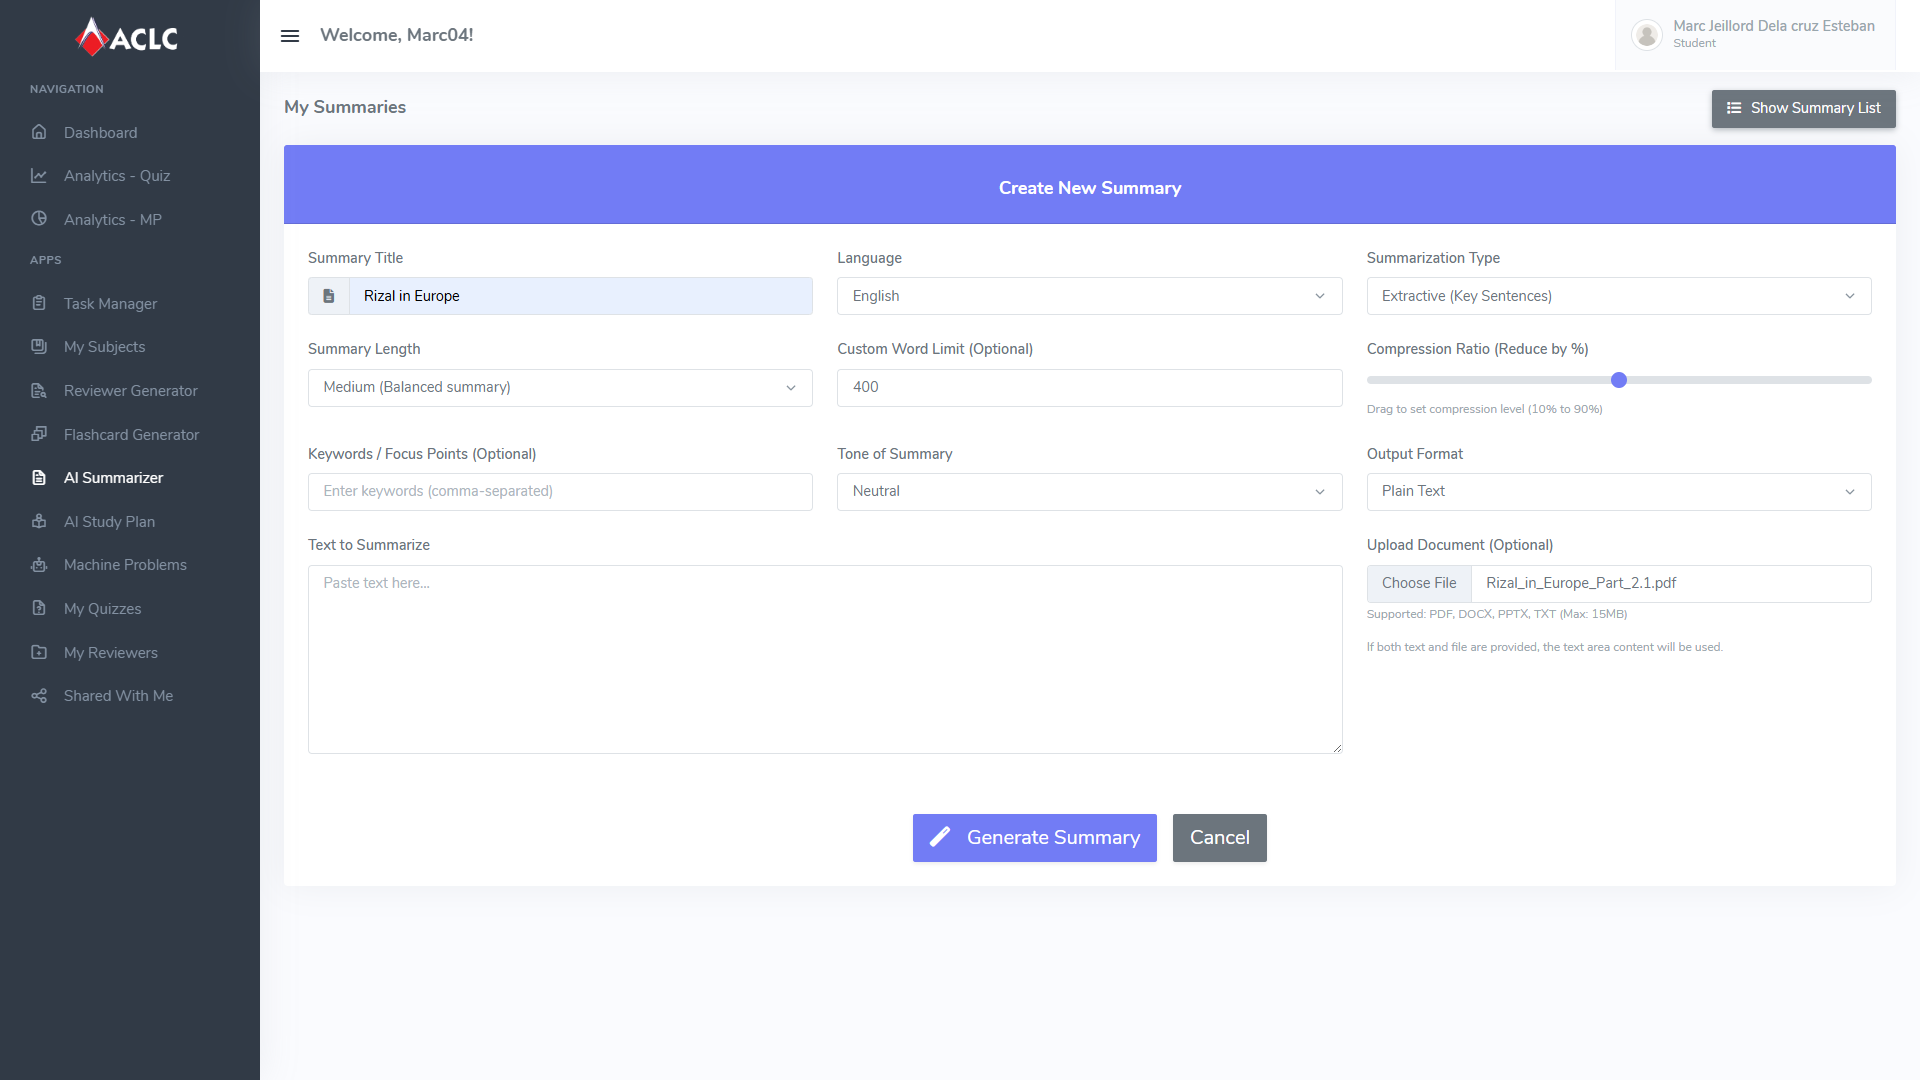 ACLC
NAVIGATION
Dashboard
Analytics - Quiz
Analytics - MP
APPS
Task Manager
My Subjects
Reviewer Generator
Flashcard Generator
AI Summarizer
AI Study Plan
Machine Problems
My Quizzes
My Reviewers
Shared With Me
Welcome, Marc04!
Marc Jeillord Dela cruz Esteban
Student
My Summaries
Show Summary List
Create New Summary
Summary Title
Rizal in Europe
Language
English
Summarization Type
Extractive (Key Sentences)
Summary Length
Medium (Balanced summary)
Custom Word Limit (Optional)
400
Compression Ratio (Reduce by %)
Drag to set compression level (10% to 90%)
Keywords / Focus Points (Optional)
Enter keywords (comma-separated)
Tone of Summary
Neutral
Output Format
Plain Text
Text to Summarize
Paste text here...
Upload Document (Optional)
Choose File
Rizal_in_Europe_Part_2.1.pdf
Supported: PDF, DOCX, PPTX, TXT (Max: 15MB)
If both text and file are provided, the text area content will be used.
Generate Summary
Cancel